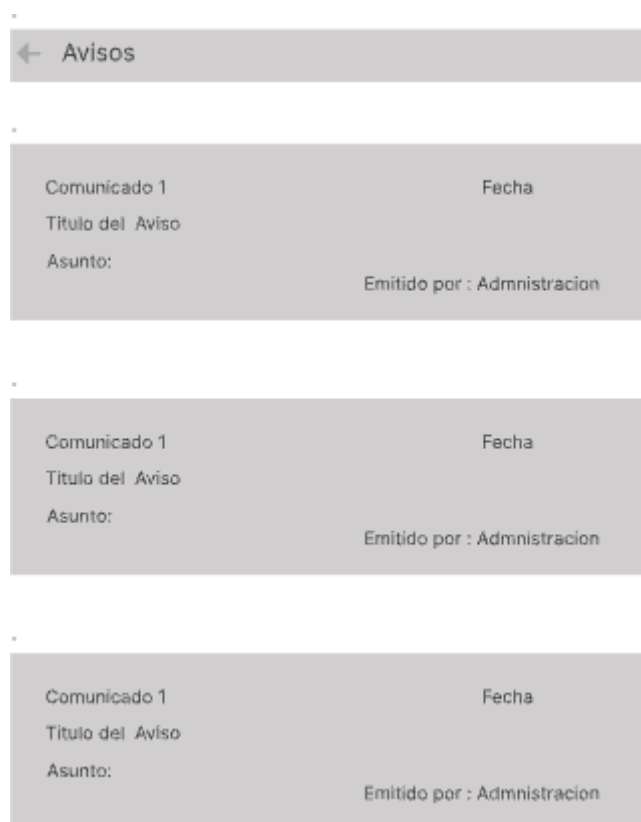 Avisos
Comunicado 1 Fecha
Titulo del Aviso
Asunto:
Emitido por : Admnistracion
Comunicado 1 Fecha
Titulo del Aviso
Asunto:
Emitido por : Admnistracion
Comunicado 1 Fecha
Titulo del Aviso
Asunto:
Emitido por : Admnistracion